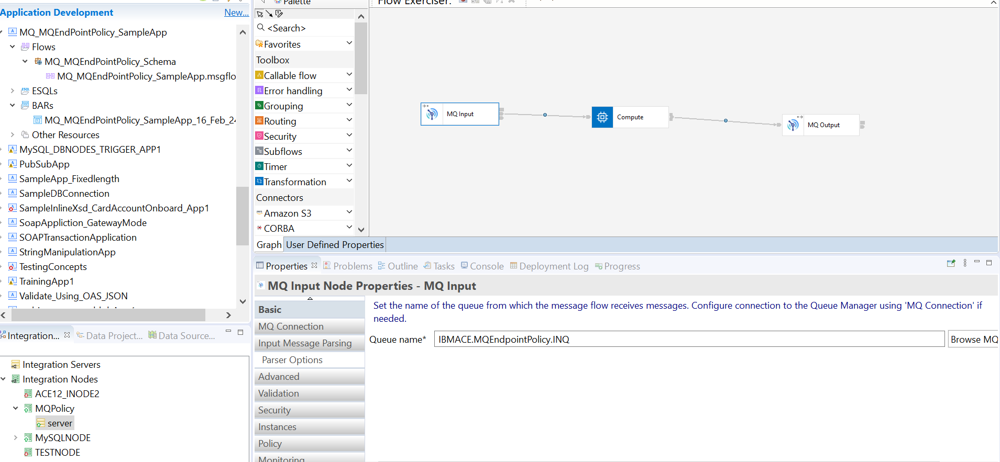 Application Development
New...
MQ_MQEndPointPolicy_SampleApp
Flows
MQ_MQEndPointPolicy_Schema
MQ_MQEndPointPolicy_SampleApp.msgflo
ESQLs
BARs
MQ_MQEndPointPolicy_SampleApp_16_Feb_24
Other Resources
MySQL_DBNODES_TRIGGER_APP1
PubSubApp
SampleApp_Fixedlength
SampleDBConnection
SampleInlineXsd_CardAccountOnboard_App1
SoapAppliction_GatewayMode
SOAPTransactionApplication
StringManipulationApp
TestingConcepts
TrainingApp1
Validate_Using_OAS_JSON
Integration...
Data Project...
Data Source...
Integration Servers
Integration Nodes
ACE12_INODE2
MQPolicy
server
MySQLNODE
TESTNODE
Palette
<Search>
Favorites
Toolbox
Callable flow
Error handling
Grouping
Routing
Security
Subflows
Timer
Transformation
Connectors
Amazon S3
CORBA
Flow Exerciser:
MQ Input
Compute
MQ Output
Graph
User Defined Properties
Properties
Problems
Outline
Tasks
Console
Deployment Log
Progress
MQ Input Node Properties - MQ Input
Basic
MQ Connection
Input Message Parsing
Parser Options
Advanced
Validation
Security
Instances
Policy
Monitoring
Set the name of the queue from which the message flow receives messages. Configure connection to the Queue Manager using 'MQ Connection' if
needed.
Queue name*
IBMACE.MQEndpointPolicy.INQ
Browse MQ